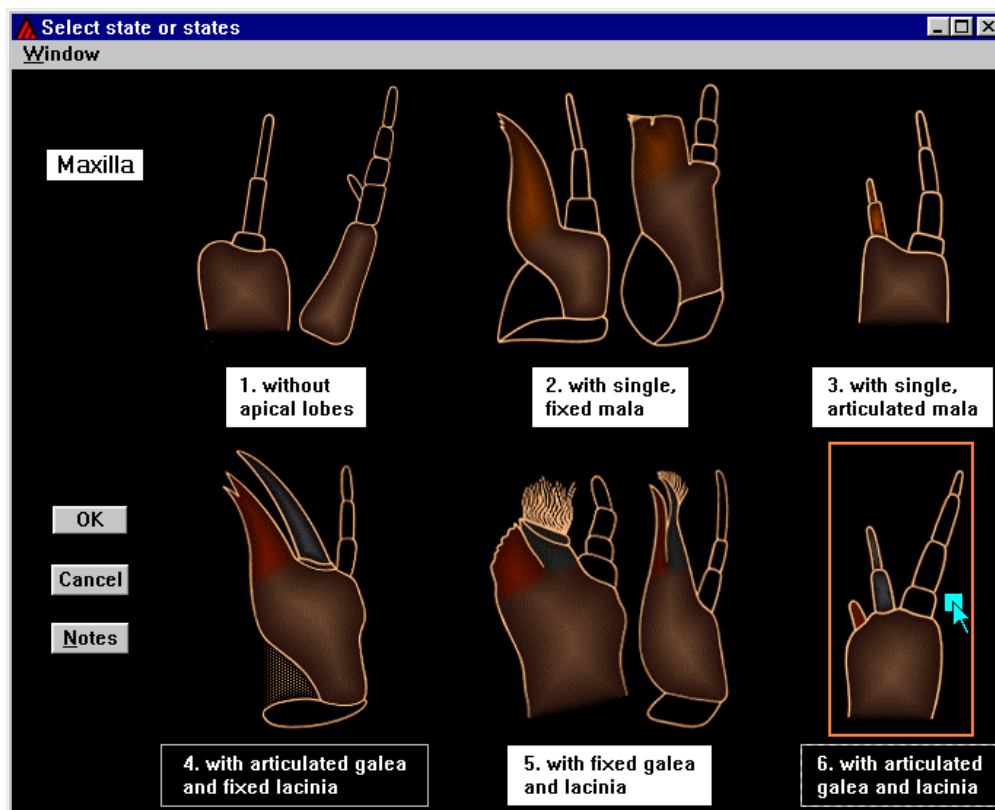 Select state or states
Window
Maxilla
1. without
apical lobes
2. with single,
fixed mala
3. with single,
articulated mala
OK
Cancel
Notes
4. with articulated galea
and fixed lacinia
5. with fixed galea
and lacinia
6. with articulated
galea and lacinia